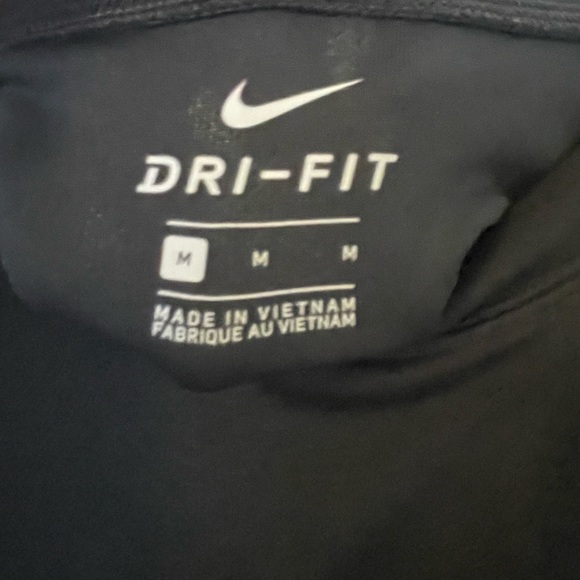 DRI-FIT
M M M
MADE IN VIETNAM
FABRIQUE AU VIETNAM